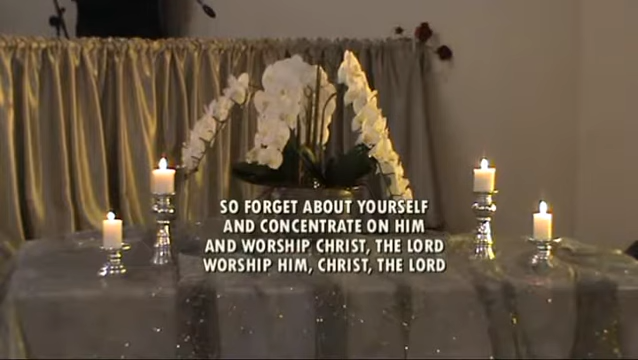 SO FORGET ABOUT YOURSELF
AND CONCENTRATE ON HIM
AND WORSHIP CHRIST, THE LORD
WORSHIP HIM, CHRIST, THE LORD